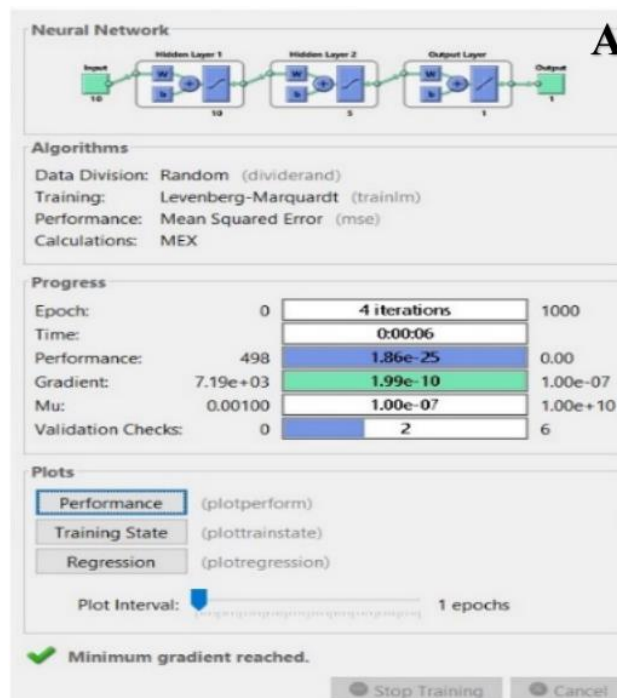 Neural Network
A
Hidden Layer 1 Hidden Layer 2 Output Layer
Input Output
W W W
b b b
+ + +
10 10 5 1 1
Algorithms
Data Division: Random (dividerand)
Training: Levenberg-Marquardt (trainlm)
Performance: Mean Squared Error (mse)
Calculations: MEX
Progress
Epoch: 0 4 iterations 1000
Time: 0:00:06
Performance: 498 1.86e-25 0.00
Gradient: 7.19e+03 1.99e-10 1.00e-07
Mu: 0.00100 1.00e-07 1.00e+10
Validation Checks: 0 2 6
Plots
Performance (plotperform)
Training State (plottrainstate)
Regression (plotregression)
Plot Interval: 1 epochs
Minimum gradient reached.
Stop Training Cancel